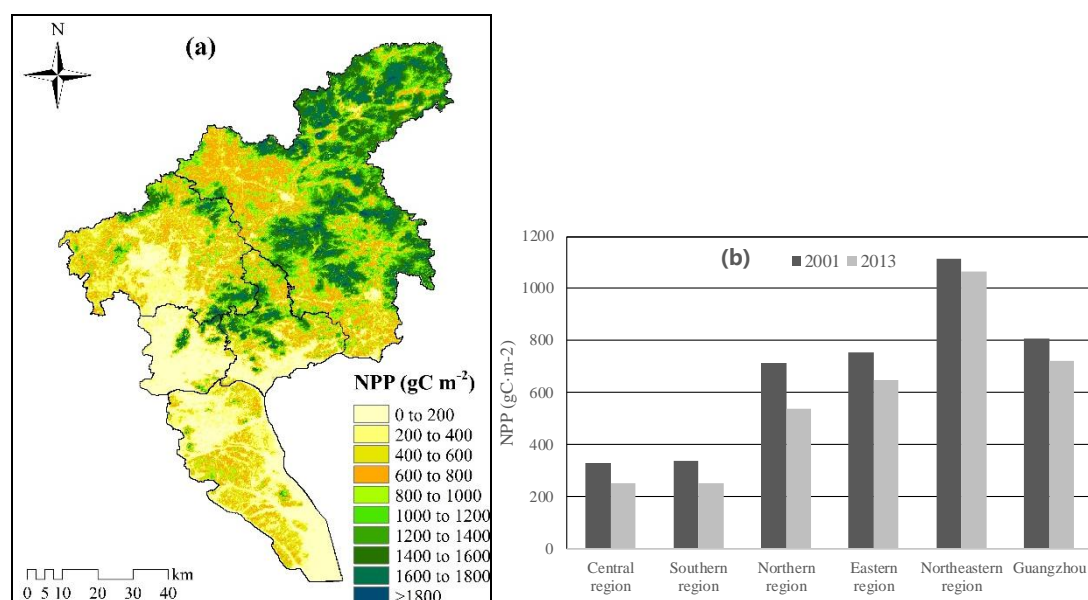 N
(a)
NPP (gC m⁻²)
0 to 200
200 to 400
400 to 600
600 to 800
800 to 1000
1000 to 1200
1200 to 1400
1400 to 1600
1600 to 1800
>1800
km
0 5 10 20 30 40
(b)
2001 2013
NPP (gC·m-2)
1200
1000
800
600
400
200
0
Central region
Southern region
Northern region
Eastern region
Northeastern region
Guangzhou